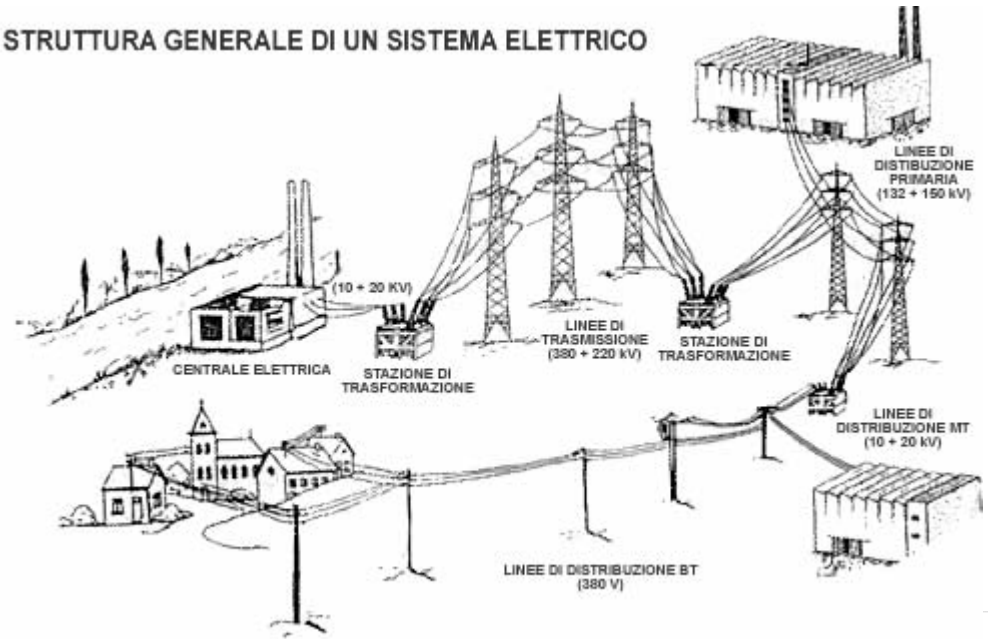 STRUTTURA GENERALE DI UN SISTEMA ELETTRICO
LINEE DI
DISTIBUZIONE
PRIMARIA
(132 + 150 kV)
(10 + 20 KV)
CENTRALE ELETTRICA
STAZIONE DI
TRASFORMAZIONE
LINEE DI
TRASMISSIONE
(380 + 220 kV)
STAZIONE DI
TRASFORMAZIONE
LINEE DI
DISTRIBUZIONE MT
(10 + 20 kV)
LINEE DI DISTRIBUZIONE BT
(380 V)